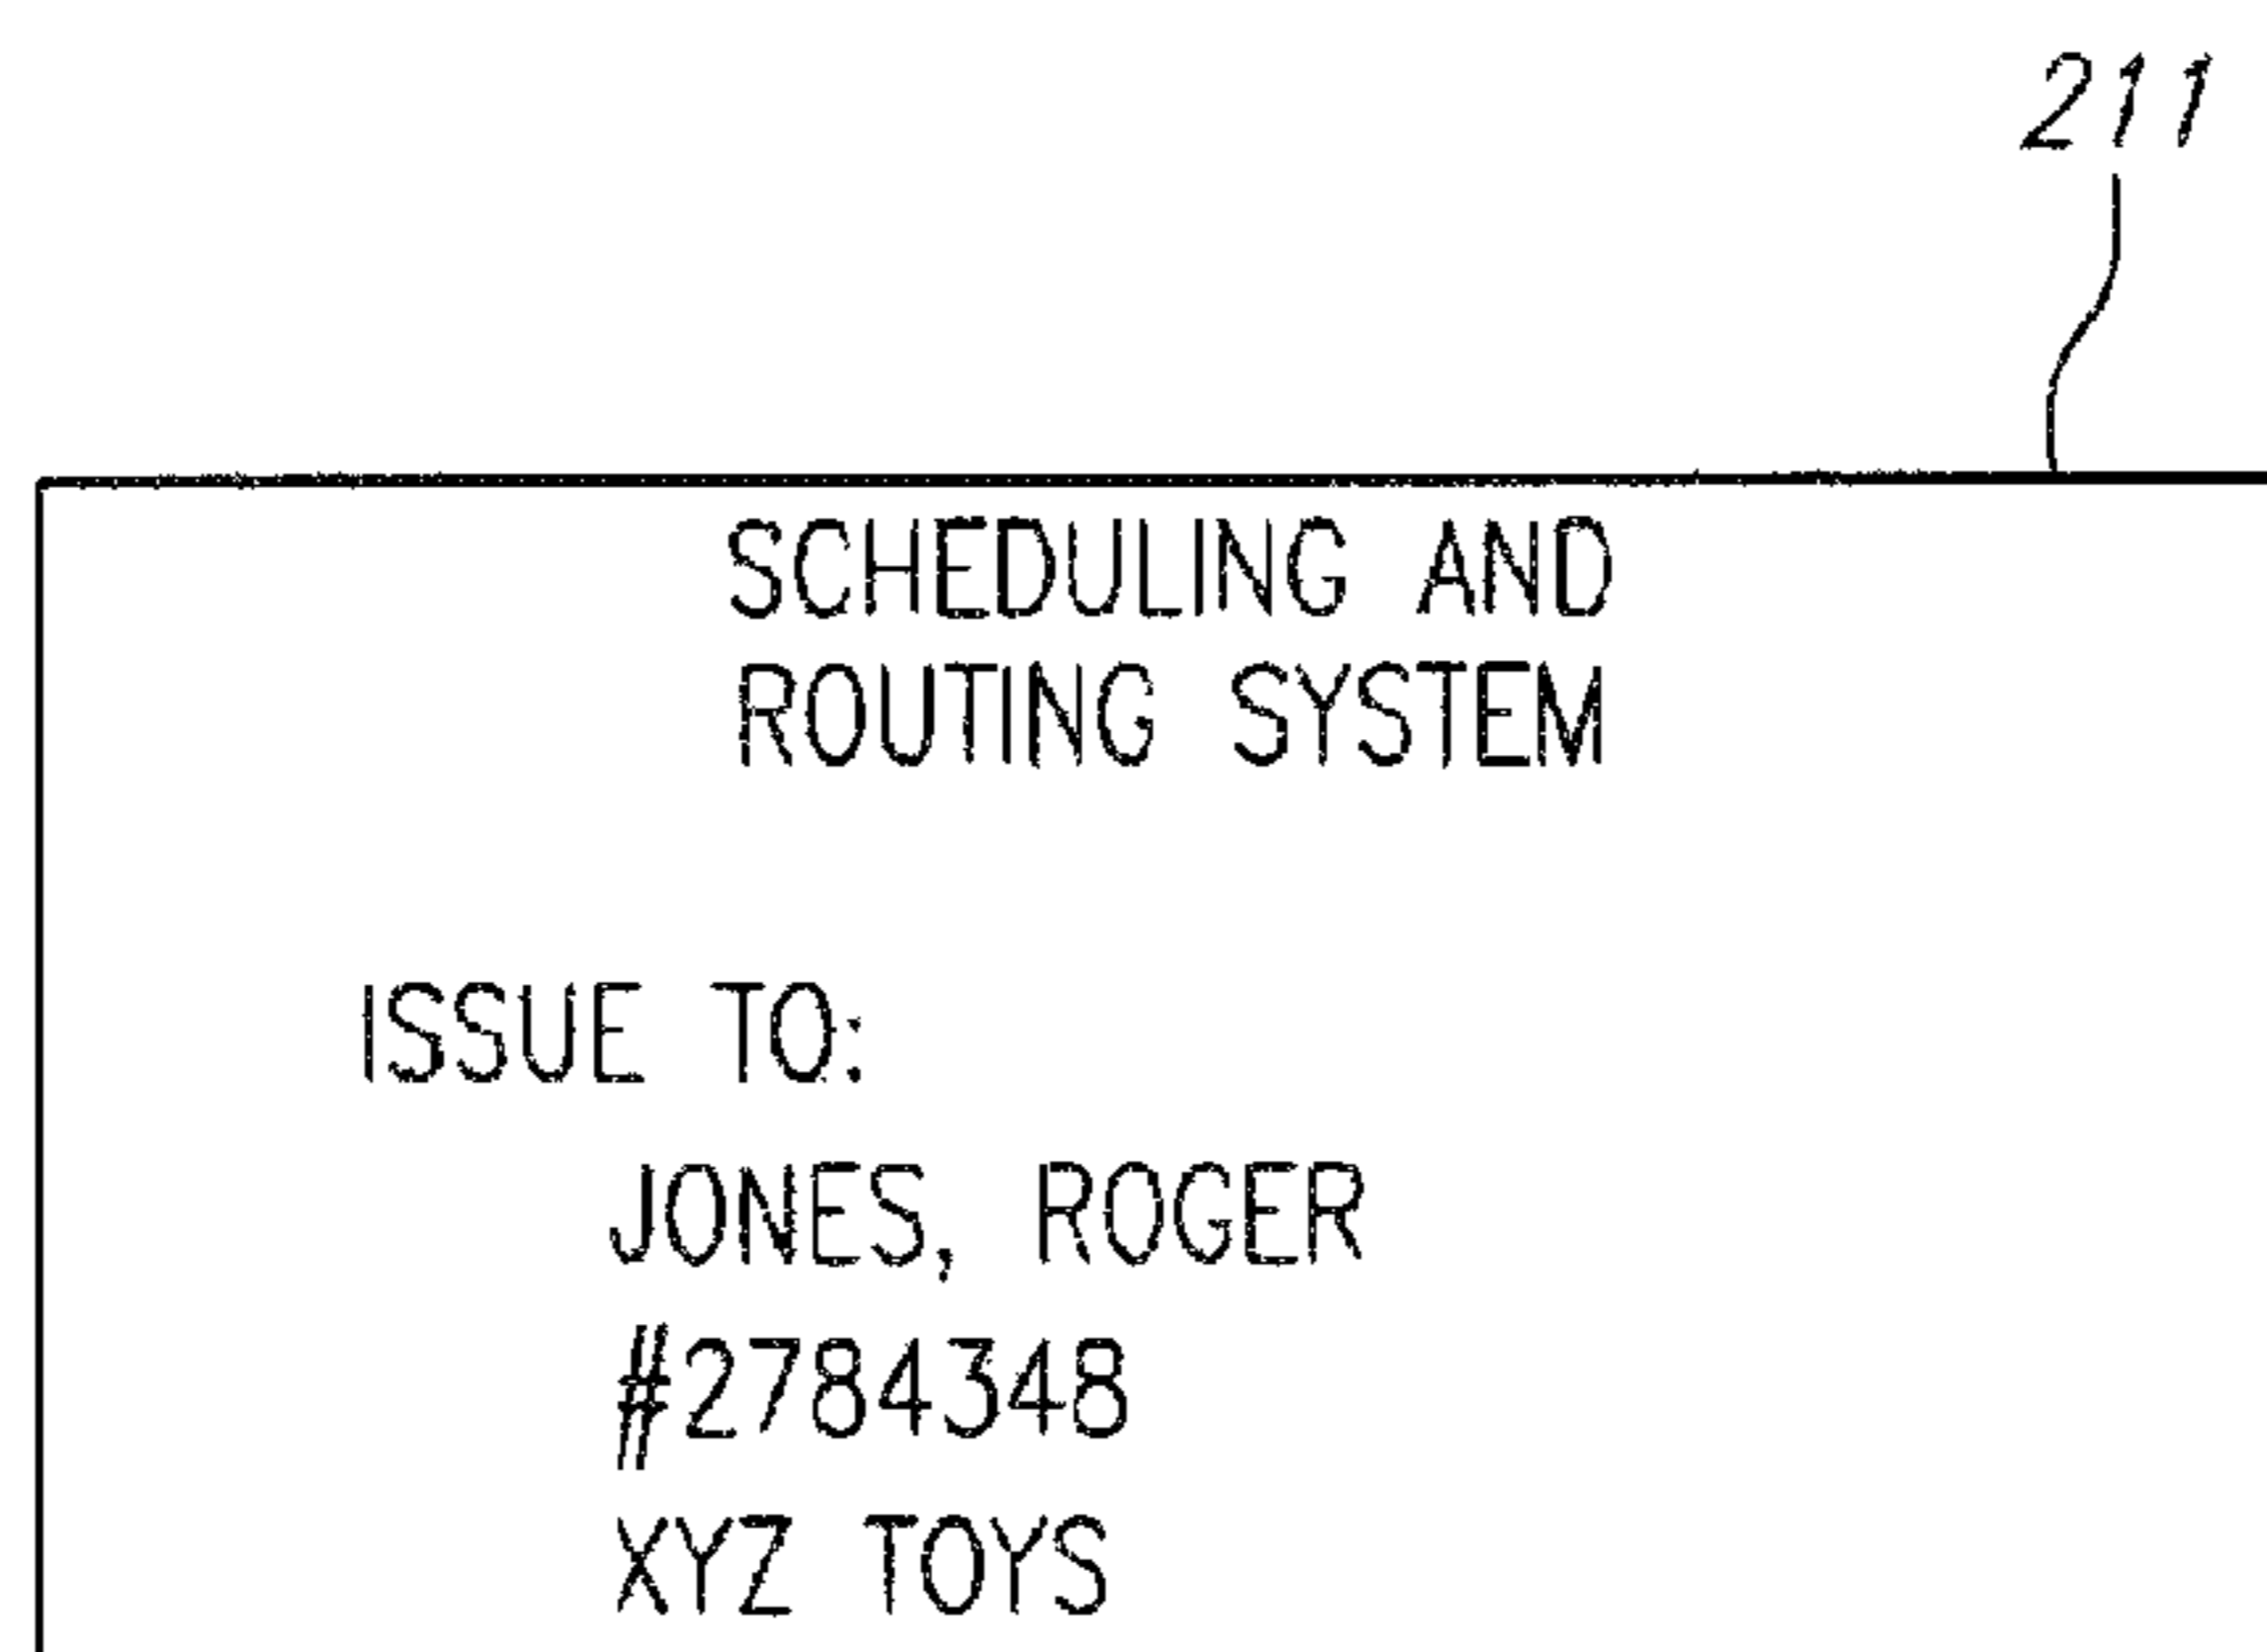 211
SCHEDULING AND
ROUTING SYSTEM
ISSUE TO:
JONES, ROGER
#2784348
XYZ TOYS